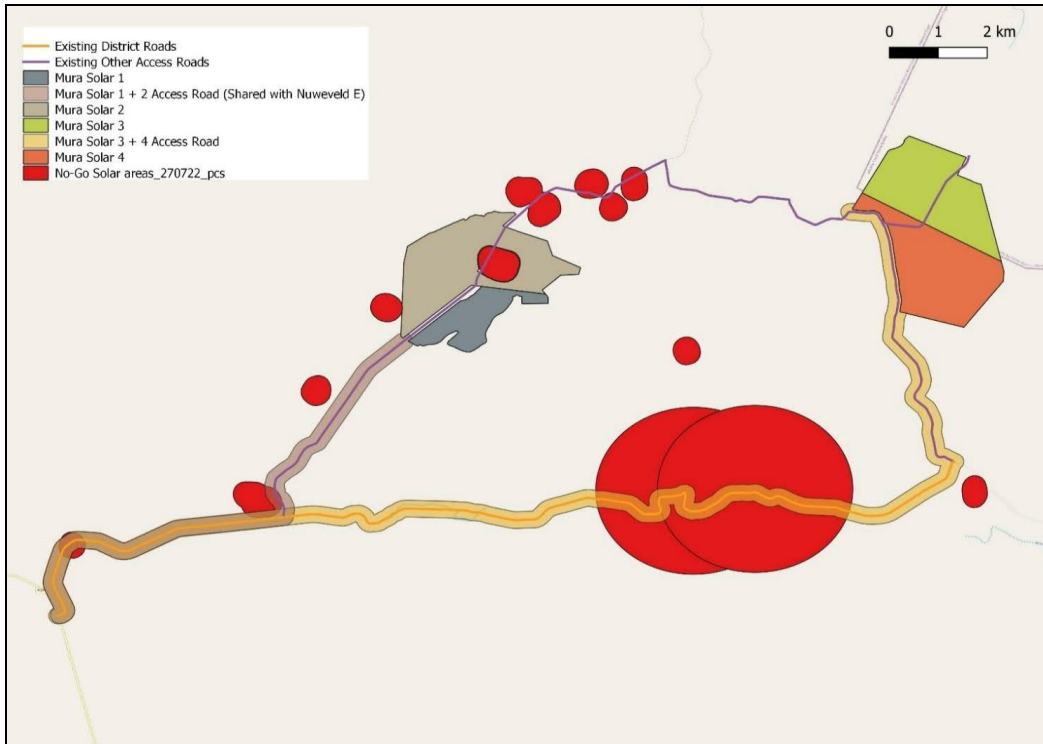 0 1 2 km
Existing District Roads
Existing Other Access Roads
Mura Solar 1
Mura Solar 1 + 2 Access Road (Shared with Nuweveld E)
Mura Solar 2
Mura Solar 3
Mura Solar 3 + 4 Access Road
Mura Solar 4
No-Go Solar areas_270722_pcs